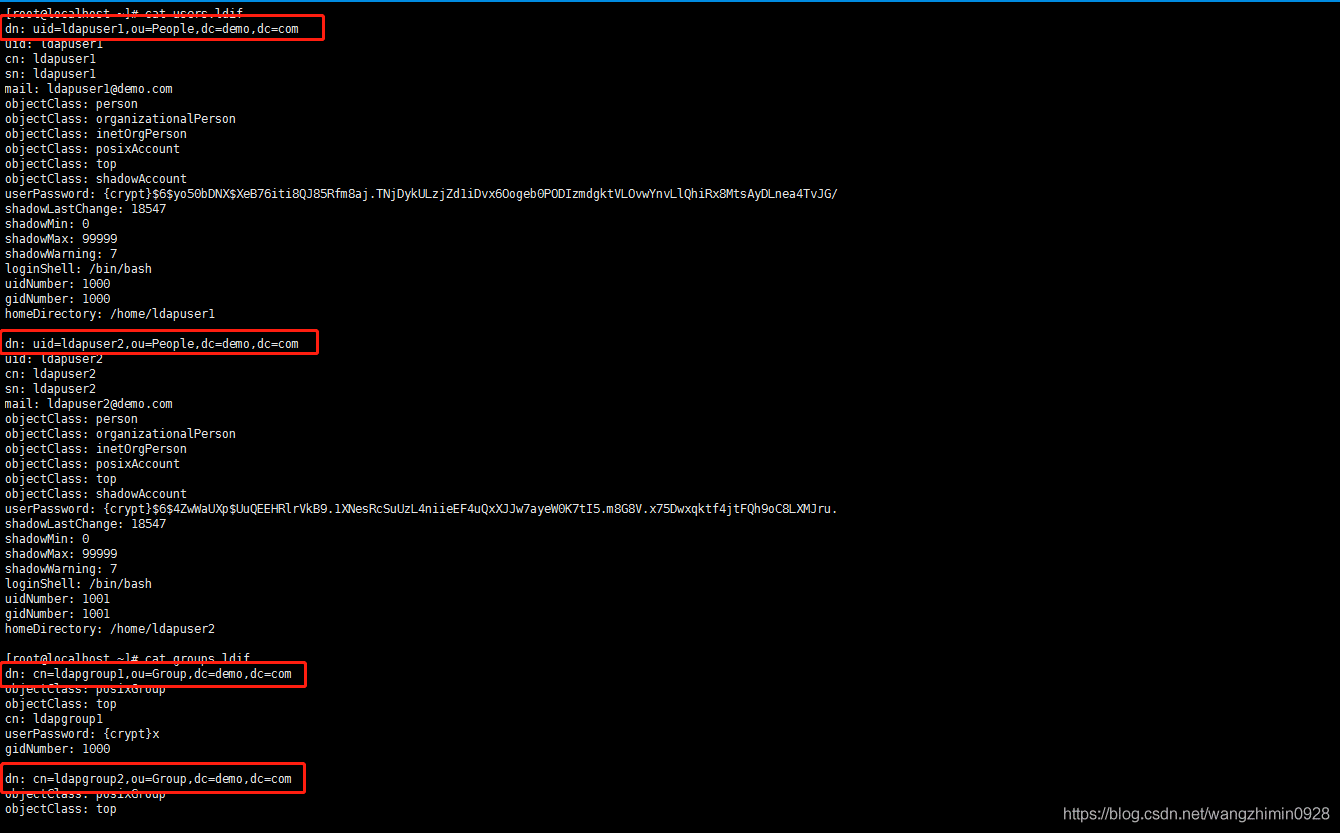 [root@localhost ~]# cat users.ldif
dn: uid=ldapuser1,ou=People,dc=demo,dc=com
uid: ldapuser1
cn: ldapuser1
sn: ldapuser1
mail: ldapuser1@demo.com
objectClass: person
objectClass: organizationalPerson
objectClass: inetOrgPerson
objectClass: posixAccount
objectClass: top
objectClass: shadowAccount
userPassword: {crypt}$6$yo50bDNX$XeB76iti8QJ85Rfm8aj.TNjDykULzjZd1iDvx6Oogeb0PODIzmdgktVLOvwYnvLlQhiRx8MtsAyDLnea4TvJG/
shadowLastChange: 18547
shadowMin: 0
shadowMax: 99999
shadowWarning: 7
loginShell: /bin/bash
uidNumber: 1000
gidNumber: 1000
homeDirectory: /home/ldapuser1
dn: uid=ldapuser2,ou=People,dc=demo,dc=com
uid: ldapuser2
cn: ldapuser2
sn: ldapuser2
mail: ldapuser2@demo.com
objectClass: person
objectClass: organizationalPerson
objectClass: inetOrgPerson
objectClass: posixAccount
objectClass: top
objectClass: shadowAccount
userPassword: {crypt}$6$4ZwWaUXp$UuQEEHRlrVkB9.1XNesRcSuUzL4niieEF4uQxXJJw7ayeW0K7tI5.m8G8V.x75Dwxqktf4jtFQh9oC8LXMJru.
shadowLastChange: 18547
shadowMin: 0
shadowMax: 99999
shadowWarning: 7
loginShell: /bin/bash
uidNumber: 1001
gidNumber: 1001
homeDirectory: /home/ldapuser2
[root@localhost ~]# cat groups.ldif
dn: cn=ldapgroup1,ou=Group,dc=demo,dc=com
objectClass: posixGroup
objectClass: top
cn: ldapgroup1
userPassword: {crypt}x
gidNumber: 1000
dn: cn=ldapgroup2,ou=Group,dc=demo,dc=com
objectClass: posixGroup
objectClass: top
https://blog.csdn.net/wangzhimin0928